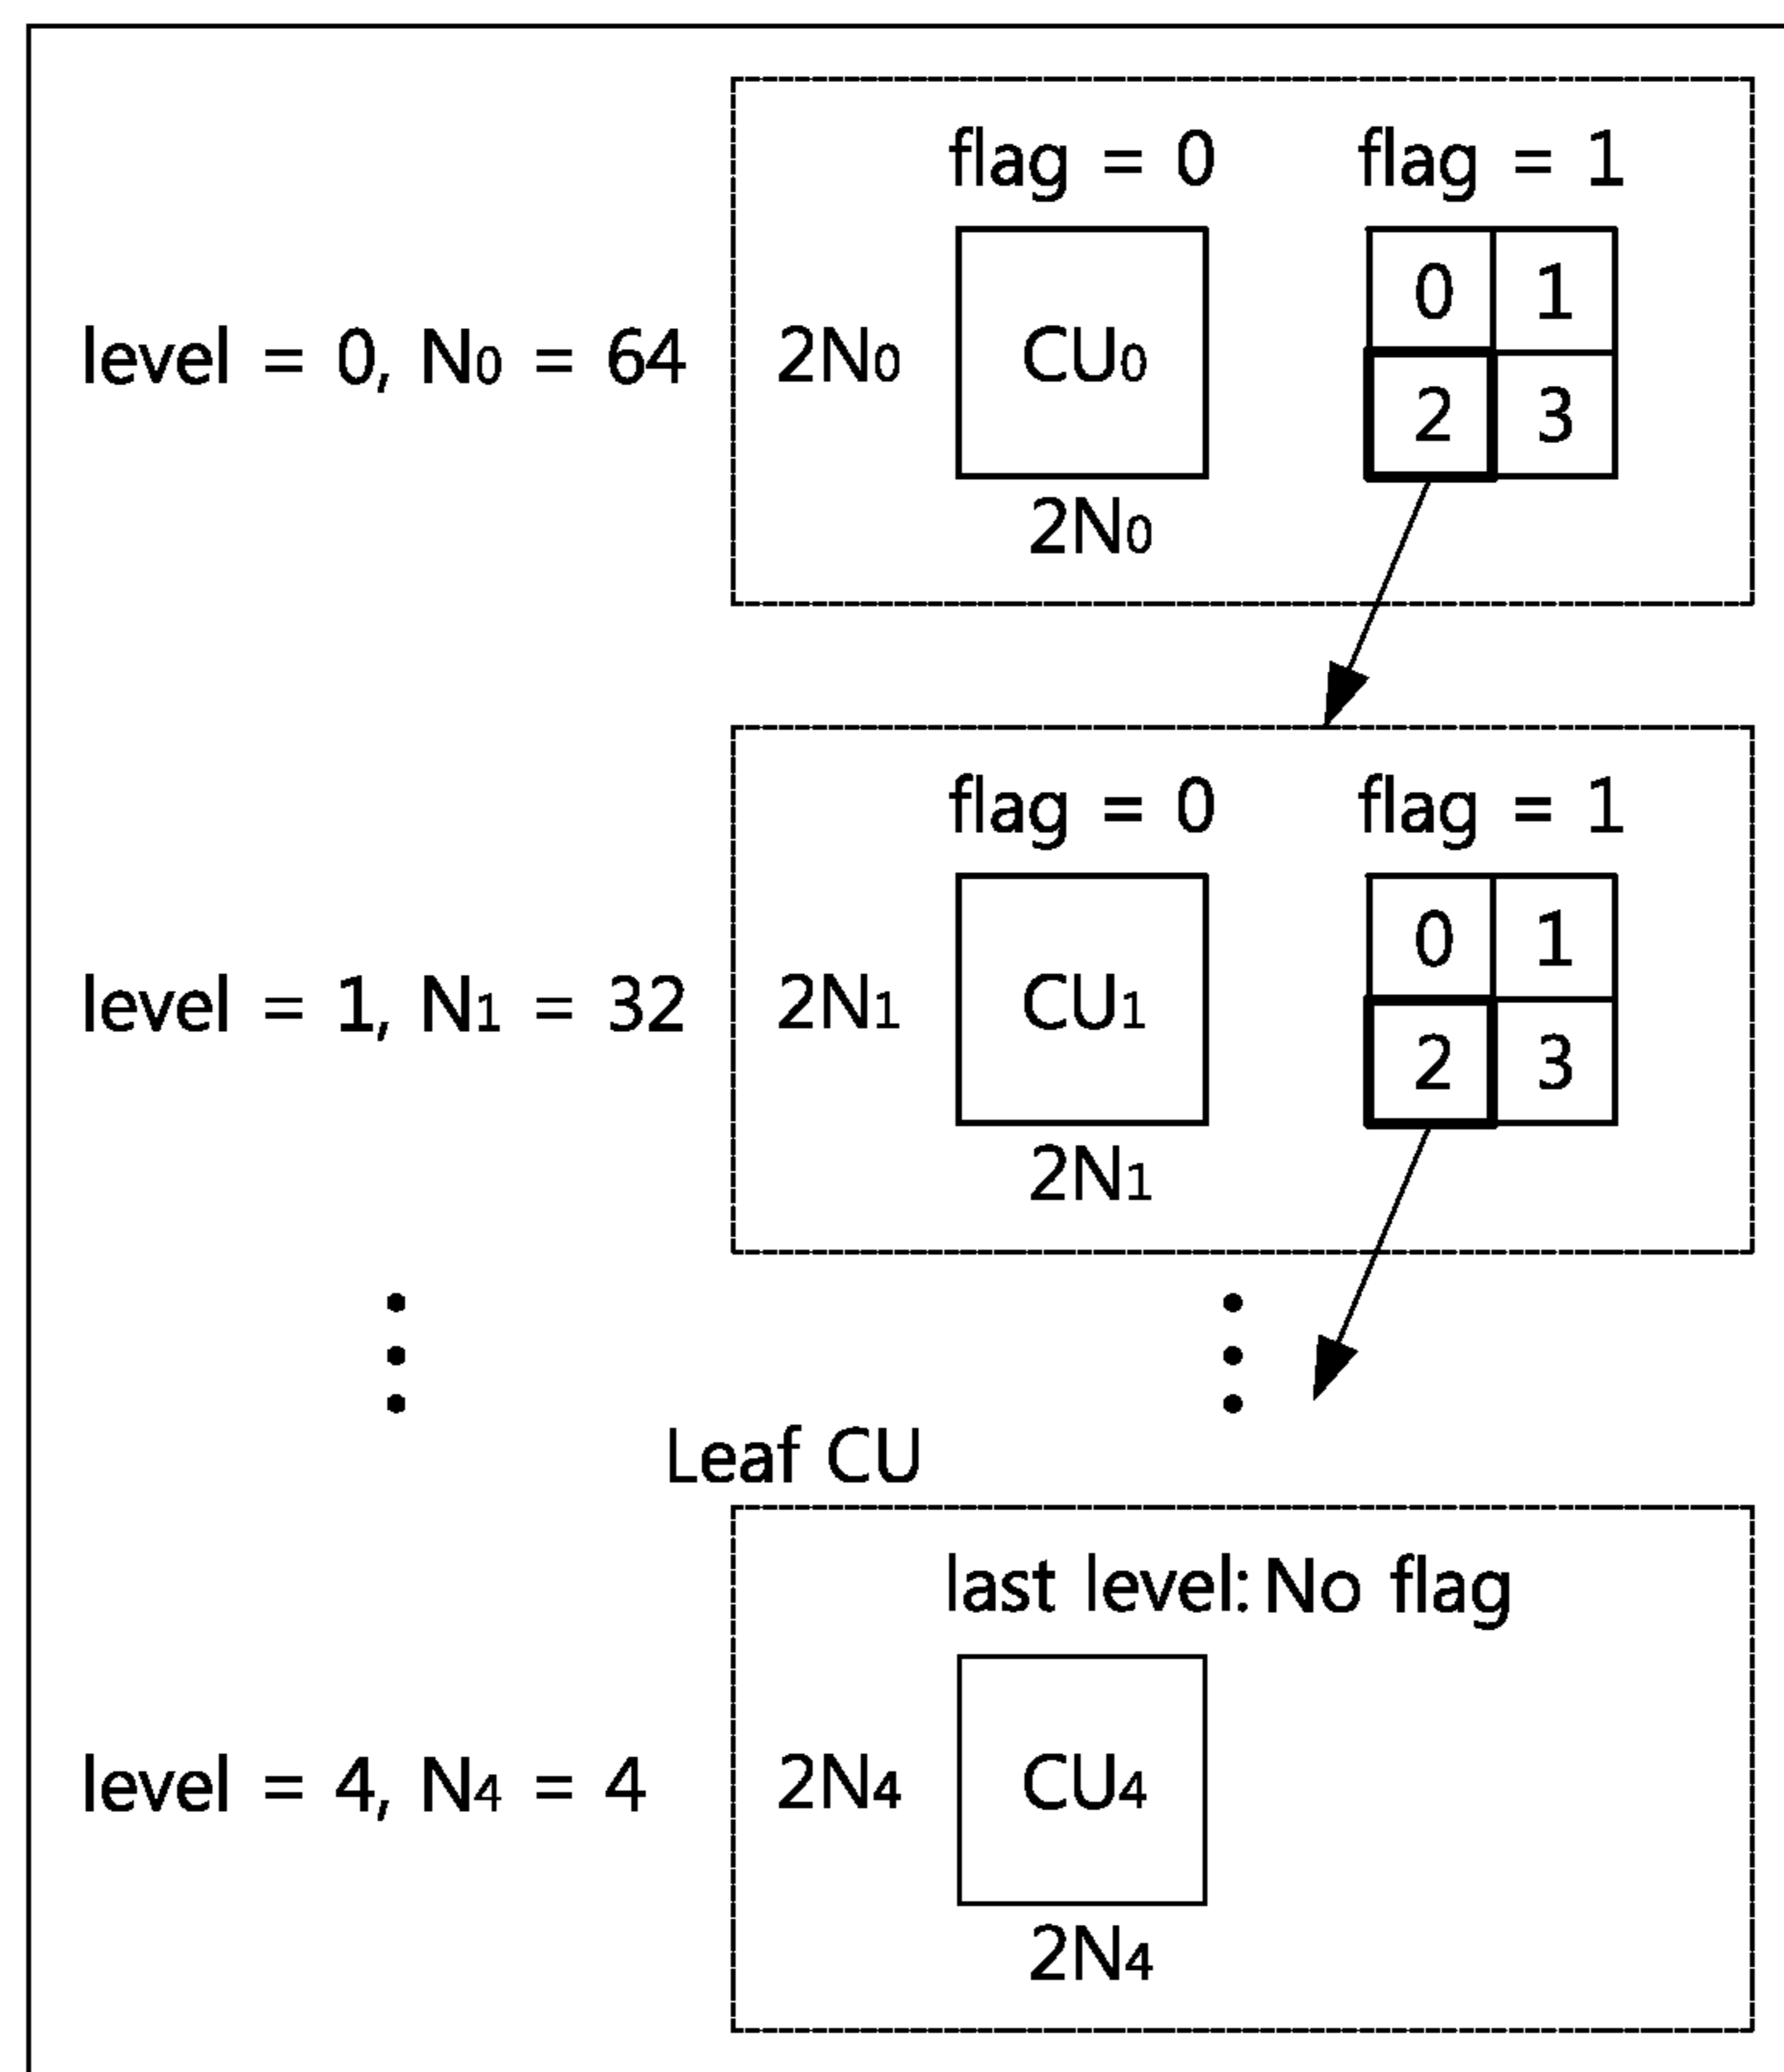 flag = 0 flag = 1
level = 0, N0 = 64
2N0
CU0
0 1
2 3
2N0
flag = 0 flag = 1
level = 1, N1 = 32
2N1
CU1
0 1
2 3
2N1
Leaf CU
last level: No flag
level = 4, N4 = 4
2N4
CU4
2N4